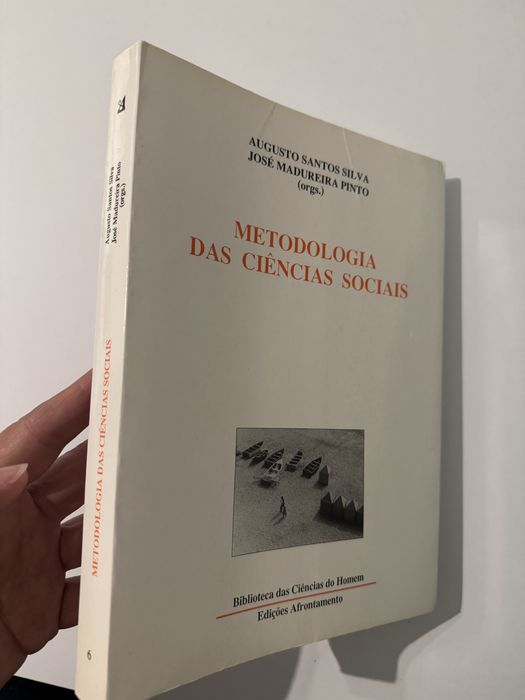 AUGUSTO SANTOS SILVA
JOSÉ MADUREIRA PINTO
(orgs.)
METODOLOGIA
DAS CIÊNCIAS SOCIAIS
Biblioteca das Ciências do Homem
Edições Afrontamento
Augusto Santos Silva
José Madureira Pinto
(orgs.)
METODOLOGIA DAS CIÊNCIAS SOCIAIS
6